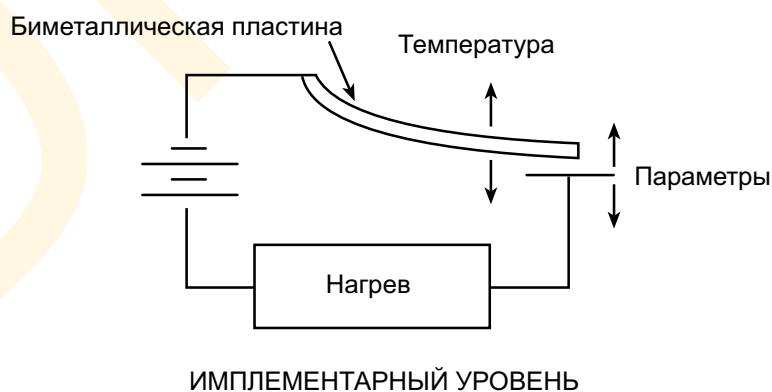 Биметаллическая пластина
Температура
Параметры
Нагрев
ИМПЛЕМЕНТАРНЫЙ УРОВЕНЬ